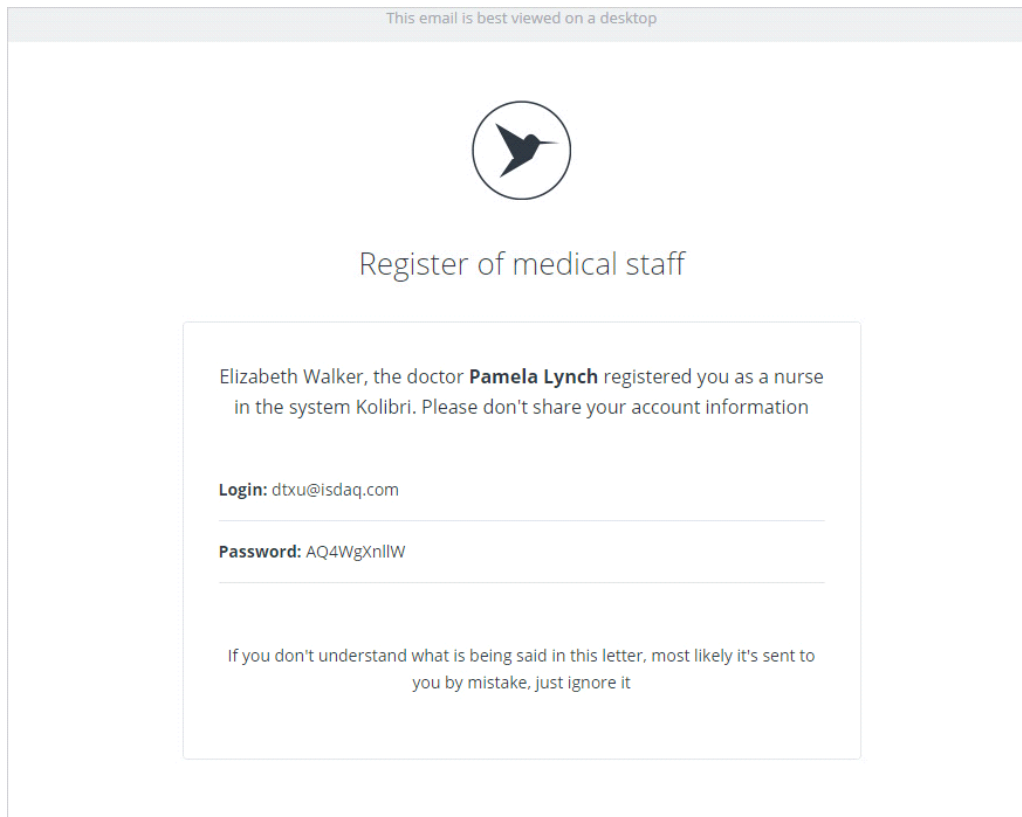 This email is best viewed on a desktop
Register of medical staff
Elizabeth Walker, the doctor Pamela Lynch registered you as a nurse
in the system Kolibri. Please don't share your account information
Login: dtxu@isdaq.com
Password: AQ4WgXnllW
If you don't understand what is being said in this letter, most likely it's sent to
you by mistake, just ignore it